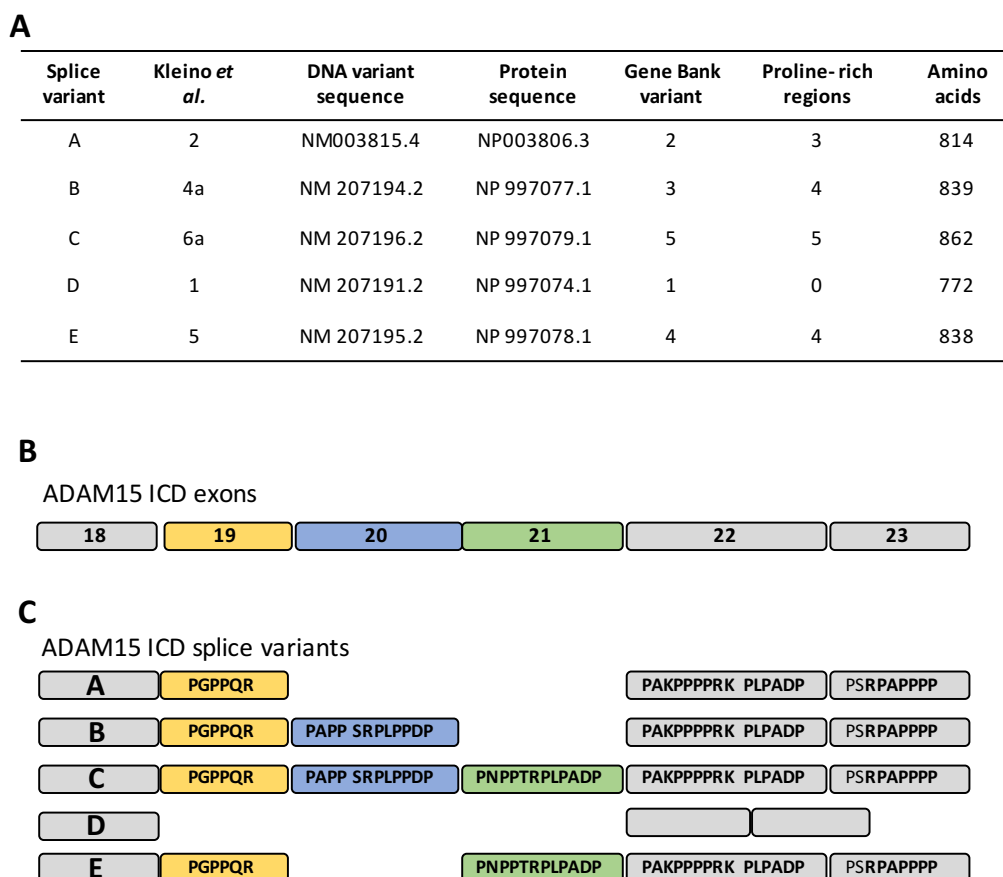 A
Splice variant Kleino et al. DNA variant sequence Protein sequence Gene Bank variant Proline- rich regions Amino acids
A 2 NM003815.4 NP003806.3 2 3 814
B 4a NM 207194.2 NP 997077.1 3 4 839
C 6a NM 207196.2 NP 997079.1 5 5 862
D 1 NM 207191.2 NP 997074.1 1 0 772
E 5 NM 207195.2 NP 997078.1 4 4 838
B
ADAM15 ICD exons
18 19 20 21 22 23
C
ADAM15 ICD splice variants
A PGPPQR PAKPPPPRK PLPADP PSRPAPPPP
B PGPPQR PAPP SRPLPPDP PAKPPPPRK PLPADP PSRPAPPPP
C PGPPQR PAPP SRPLPPDP PNPPTRPLPADP PAKPPPPRK PLPADP PSRPAPPPP
D
E PGPPQR PNPPTRPLPADP PAKPPPPRK PLPADP PSRPAPPPP